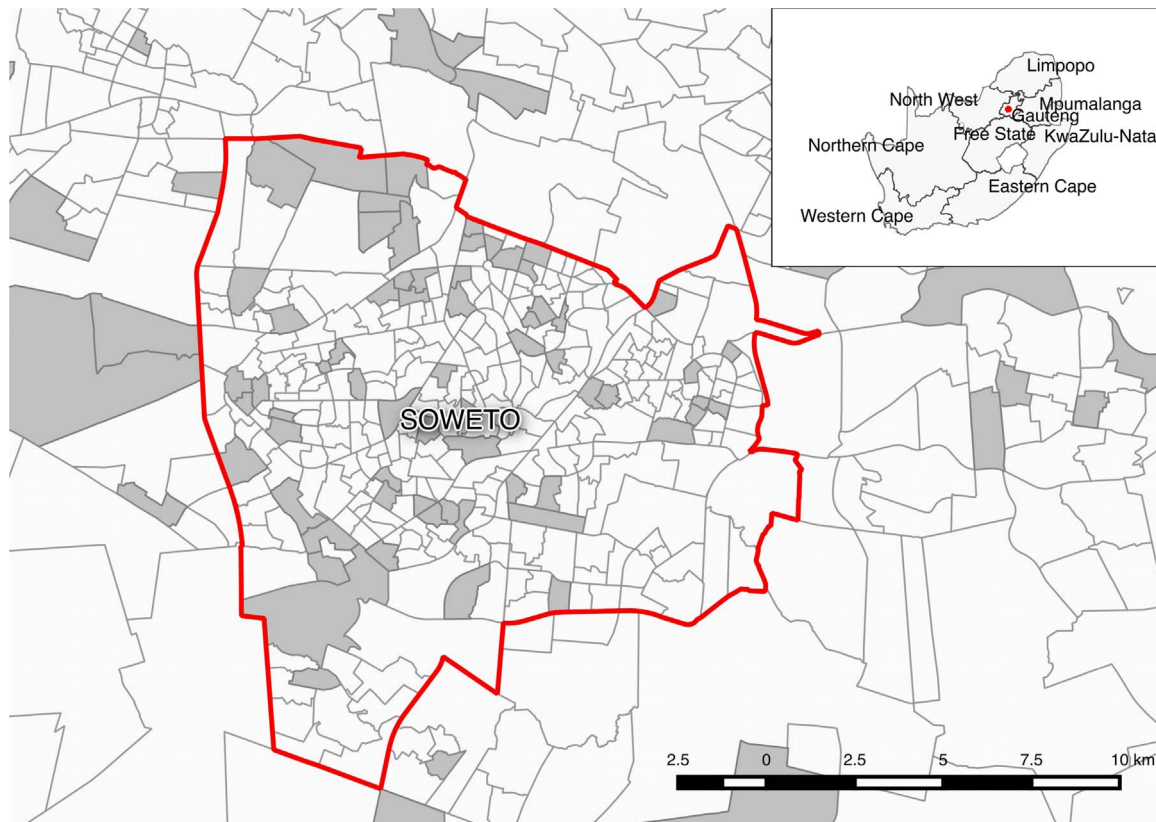 Limpopo
North West
Mpumalanga
Gauteng
Free State
KwaZulu-Nata
Northern Cape
Eastern Cape
Western Cape
SOWETO
2.5 0 2.5 5 7.5 10 km